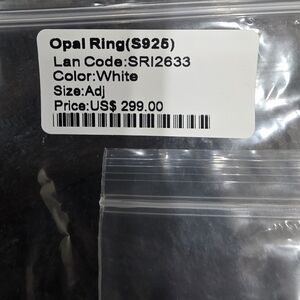 Opal Ring(S925)
Lan Code:SRI2633
Color:White
Size:Adj
Price:US$ 299.00